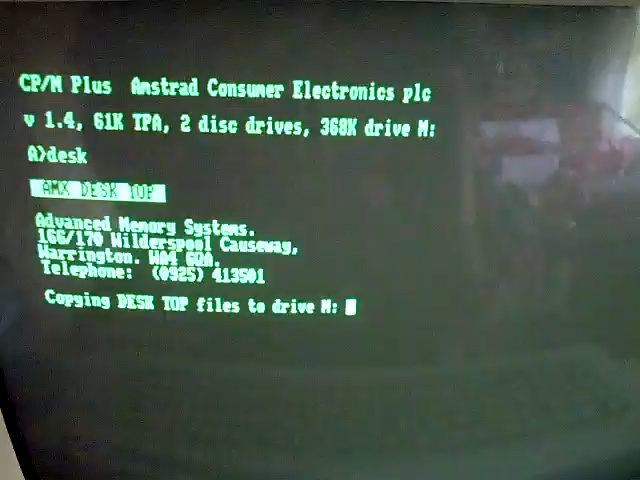 CP/M Plus  Amstrad Consumer Electronics plc
v 1.4, 61K TPA, 2 disc drives, 368K drive M:
A>desk
AMX DESK TOP
Advanced Memory Systems.
166/170 Wilderspool Causeway,
Warrington. WA4 6QA.
Telephone:  (0925) 413501
Copying DESK TOP files to drive M: